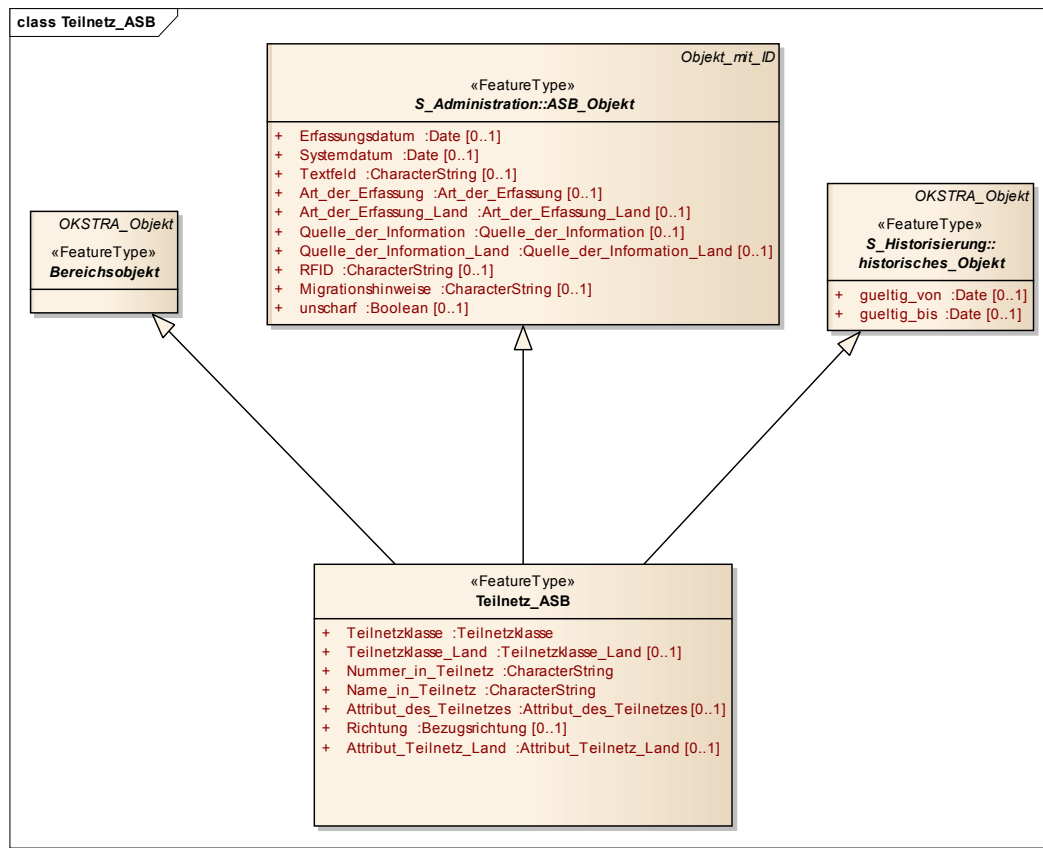 class Teilnetz_ASB
Objekt_mit_ID
«FeatureType»
S_Administration::ASB_Objekt
+ Erfassungsdatum :Date [0..1]
+ Systemdatum :Date [0..1]
+ Textfeld :CharacterString [0..1]
+ Art_der_Erfassung :Art_der_Erfassung [0..1]
+ Art_der_Erfassung_Land :Art_der_Erfassung_Land [0..1]
+ Quelle_der_Information :Quelle_der_Information [0..1]
+ Quelle_der_Information_Land :Quelle_der_Information_Land [0..1]
+ RFID :CharacterString [0..1]
+ Migrationshinweise :CharacterString [0..1]
+ unscharf :Boolean [0..1]
OKSTRA_Objekt
«FeatureType»
Bereichsobjekt
OKSTRA_Objekt
«FeatureType»
S_Historisierung::
historisches_Objekt
+ gueltig_von :Date [0..1]
+ gueltig_bis :Date [0..1]
«FeatureType»
Teilnetz_ASB
+ Teilnetzklasse :Teilnetzklasse
+ Teilnetzklasse_Land :Teilnetzklasse_Land [0..1]
+ Nummer_in_Teilnetz :CharacterString
+ Name_in_Teilnetz :CharacterString
+ Attribut_des_Teilnetzes :Attribut_des_Teilnetzes [0..1]
+ Richtung :Bezugsrichtung [0..1]
+ Attribut_Teilnetz_Land :Attribut_Teilnetz_Land [0..1]